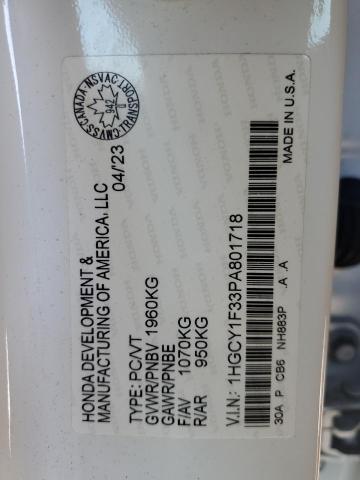 HONDA DEVELOPMENT &
MANUFACTURING OF AMERICA, LLC
04/'23
CANADA-NSVAC-TRANSPORT-CMVSS
942
TYPE: PC/VT
GVWR/PNBV 1960KG
GAWR/PNBE
F/AV 1070KG
R/AR 950KG
V.I.N.: 1HGCY1F33PA801718
30A P CB6 NH883P .A .A
MADE IN U.S.A.